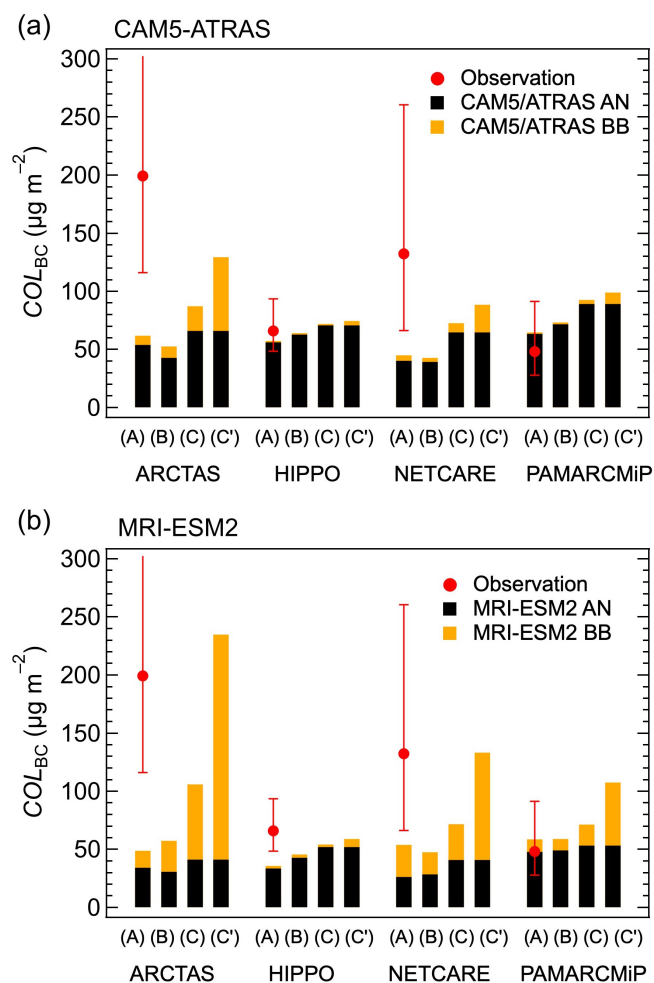 (a) CAM5-ATRAS
300
250
200
150
100
50
0
COL_BC (µg m⁻²)
Observation
CAM5/ATRAS AN
CAM5/ATRAS BB
(A) (B) (C) (C') (A) (B) (C) (C') (A) (B) (C) (C') (A) (B) (C) (C')
ARCTAS HIPPO NETCARE PAMARCMiP
(b) MRI-ESM2
300
250
200
150
100
50
0
COL_BC (µg m⁻²)
Observation
MRI-ESM2 AN
MRI-ESM2 BB
(A) (B) (C) (C') (A) (B) (C) (C') (A) (B) (C) (C') (A) (B) (C) (C')
ARCTAS HIPPO NETCARE PAMARCMiP